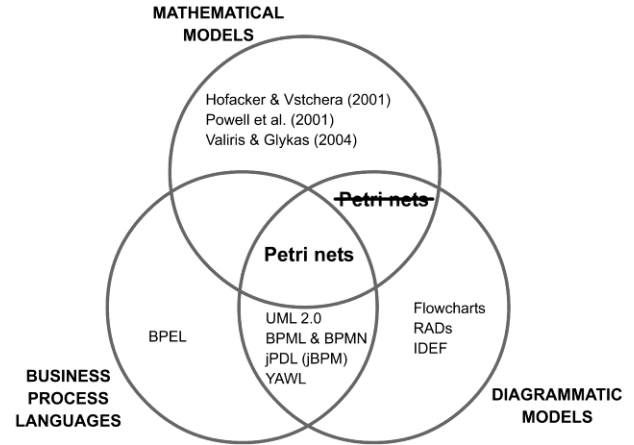 MATHEMATICAL
MODELS
Hofacker & Vstchera (2001)
Powell et al. (2001)
Valiris & Glykas (2004)
Petri nets
Petri nets
UML 2.0
BPML & BPMN
jPDL (jBPM)
YAWL
BPEL
Flowcharts
RADs
IDEF
BUSINESS
PROCESS
LANGUAGES
DIAGRAMMATIC
MODELS